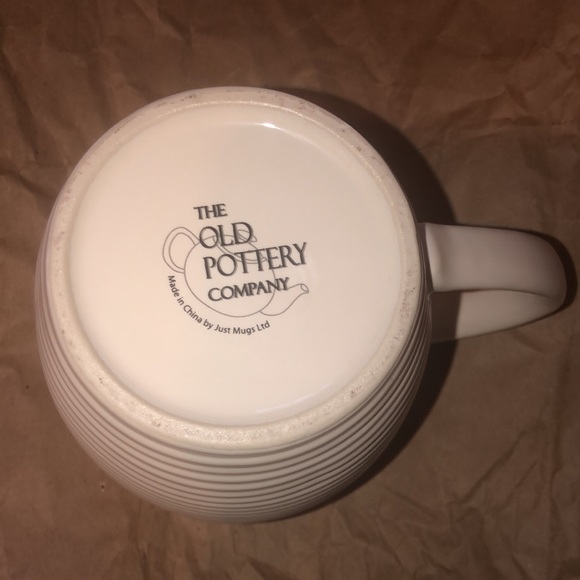 THE
OLD
POTTERY
COMPANY
Made in China by Just Mugs Ltd